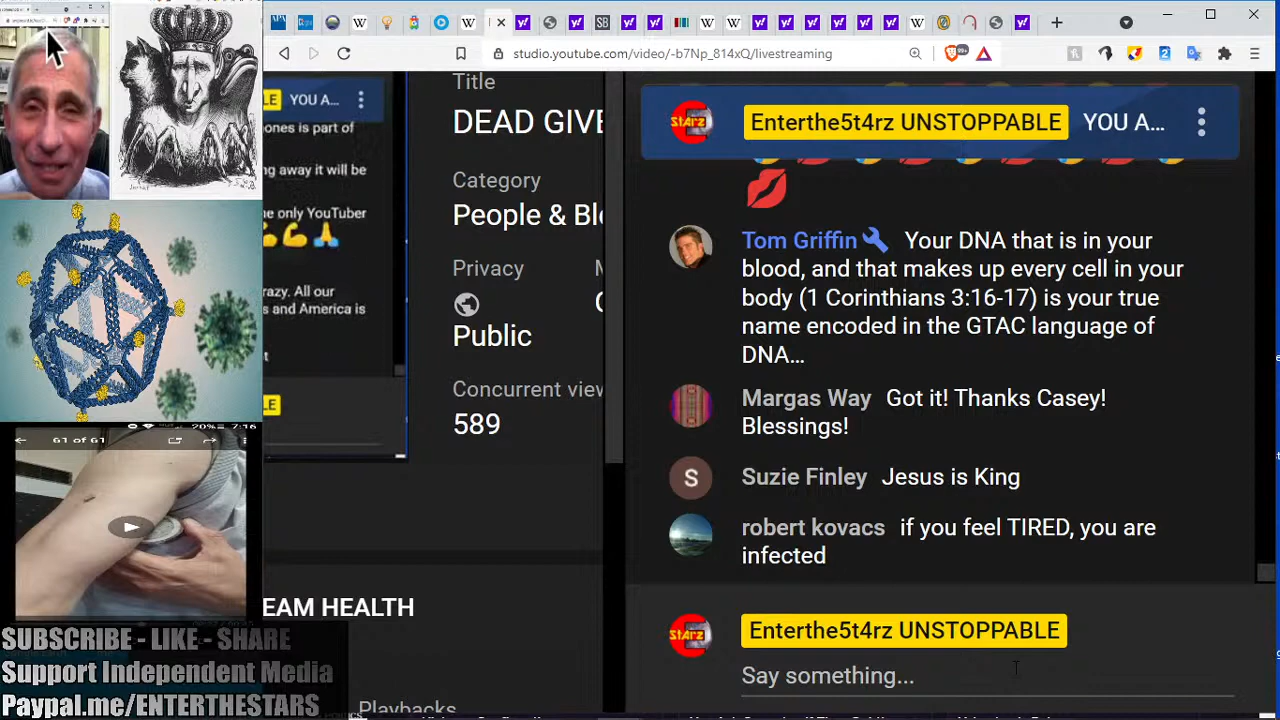 studio.youtube.com/video/-b7Np_814xQ/livestreaming
99+
YOU A...
ones is part of
ng away it will be
e only YouTuber
razy. All our
s and America is
Title
DEAD GIVE
Category
People & Blo
Privacy
Public
Concurrent view
589
EAM HEALTH
Playbacks
Enterthe5t4rz UNSTOPPABLE YOU A...
Tom Griffin Your DNA that is in your
blood, and that makes up every cell in your
body (1 Corinthians 3:16-17) is your true
name encoded in the GTAC language of
DNA...
Margas Way Got it! Thanks Casey!
Blessings!
S
Suzie Finley Jesus is King
robert kovacs if you feel TIRED, you are
infected
Enterthe5t4rz UNSTOPPABLE
Say something...
20% 7:16
61 of 61
SUBSCRIBE - LIKE - SHARE
Support Independent Media
Paypal.me/ENTERTHESTARS